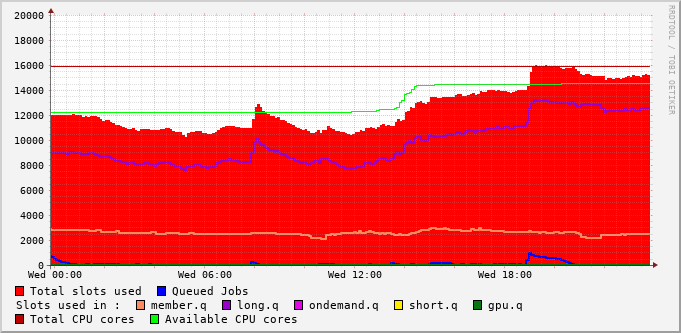 20000
18000
16000
14000
12000
10000
8000
6000
4000
2000
0
Wed 00:00 Wed 06:00 Wed 12:00 Wed 18:00
Total slots used Queued Jobs
Slots used in : member.q long.q ondemand.q short.q gpu.q
Total CPU cores Available CPU cores
RRDTOOL / TOBI OETIKER